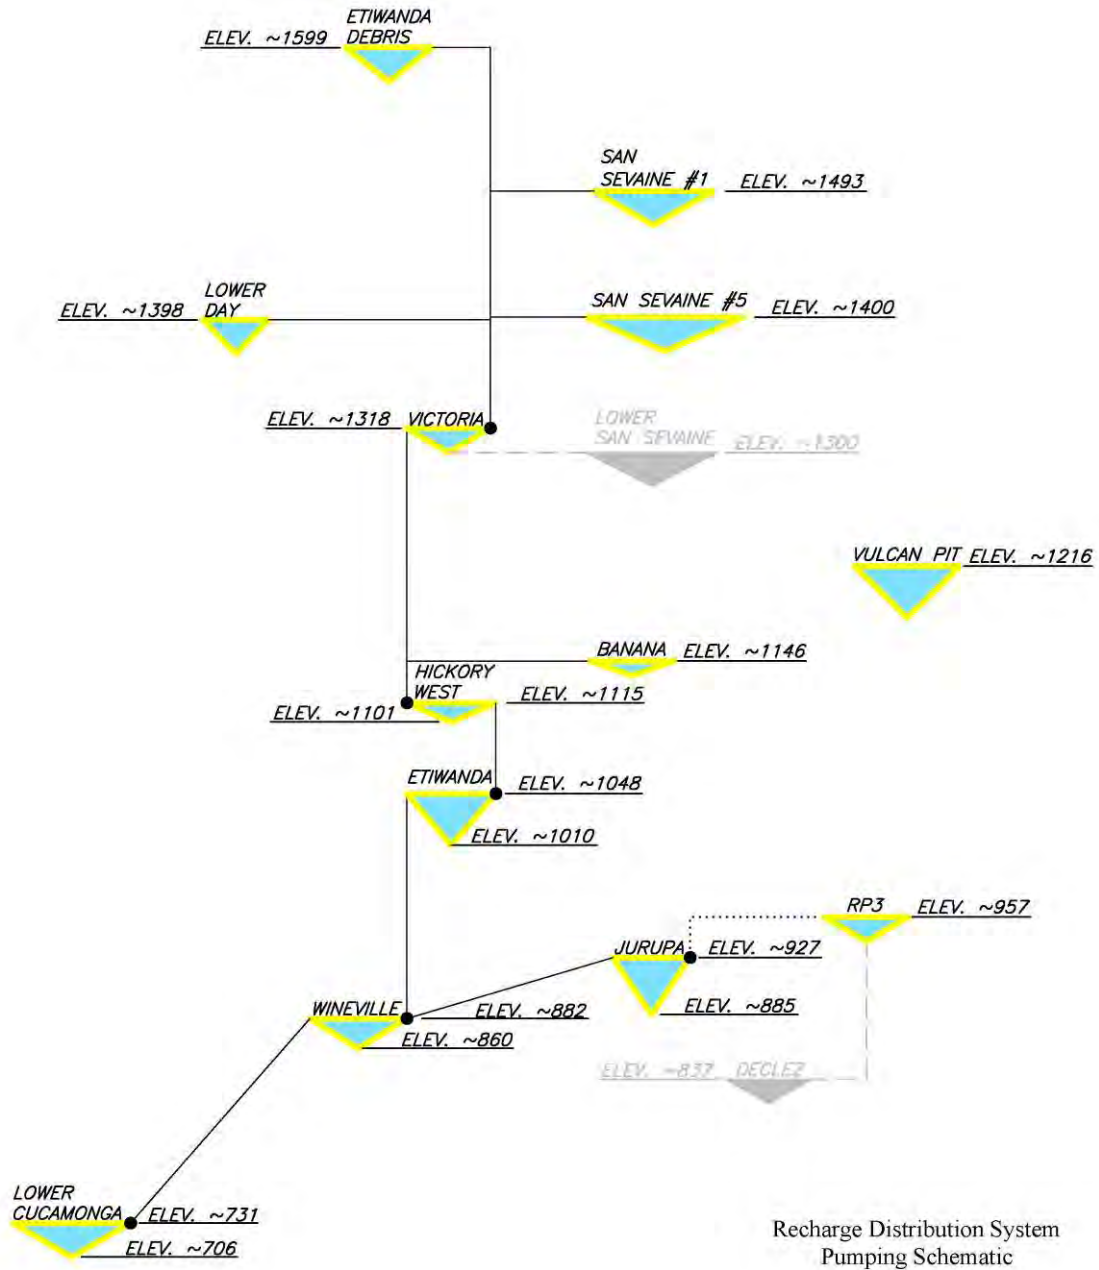 ETIWANDA
DEBRIS
ELEV. ~1599
SAN
SEVAINE #1
ELEV. ~1493
LOWER
DAY
ELEV. ~1398
SAN SEVAINE #5
ELEV. ~1400
ELEV. ~1318
VICTORIA
LOWER
SAN SEVAINE
ELEV. ~1300
VULCAN PIT
ELEV. ~1216
BANANA
ELEV. ~1146
HICKORY
WEST
ELEV. ~1115
ELEV. ~1101
ETIWANDA
ELEV. ~1048
ELEV. ~1010
RP3
ELEV. ~957
JURUPA
ELEV. ~927
ELEV. ~885
WINEVILLE
ELEV. ~882
ELEV. ~860
ELEV. ~837
DECLEZ
LOWER
CUCAMONGA
ELEV. ~731
ELEV. ~706
Recharge Distribution System
Pumping Schematic